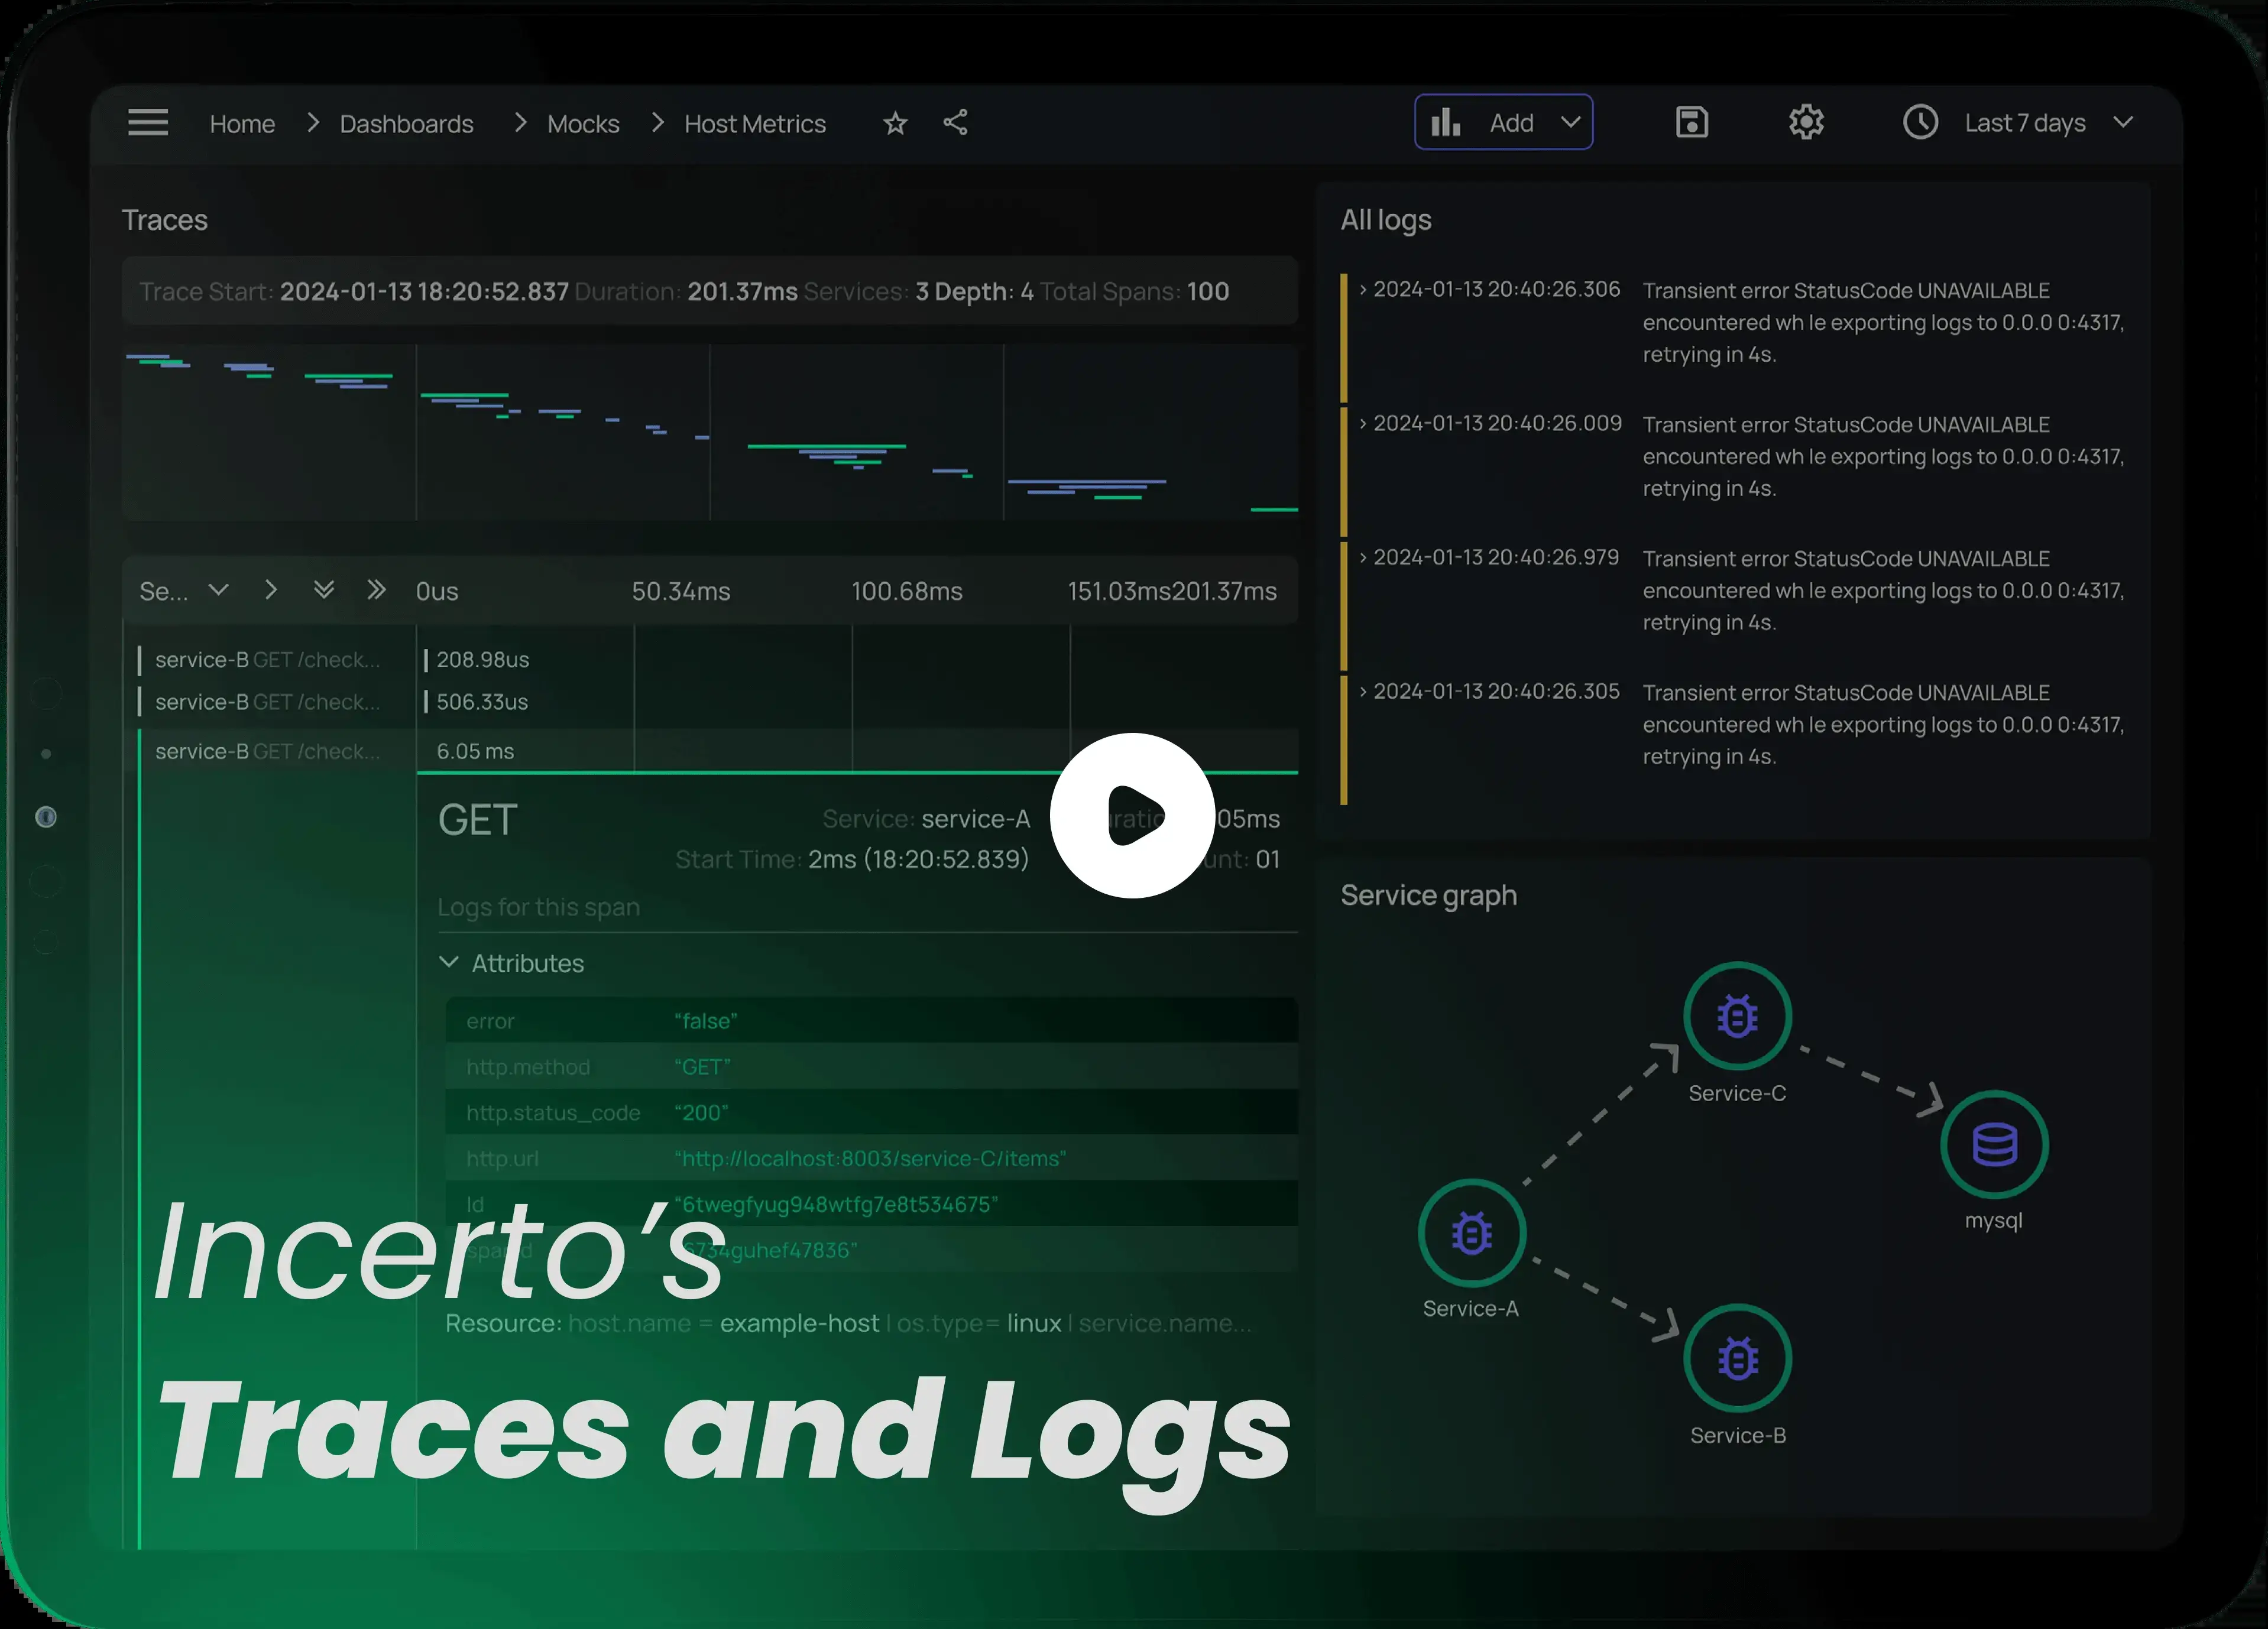 Home > Dashboards > Mocks > Host Metrics
Add
Last 7 days
Traces
Trace Start: 2024-01-13 18:20:52.837 Duration: 201.37ms Services: 3 Depth: 4 Total Spans: 100
Se...
0us
50.34ms
100.68ms
151.03ms201.37ms
service-B GET /check...
208.98us
service-B GET /check...
506.33us
service-B GET /check...
6.05 ms
GET
Service: service-A
05ms
Start Time: 2ms (18:20:52.839)
01
Logs for this span
Attributes
error "false"
http.method "GET"
http.status_code "200"
http.url "http://localhost:8003/service-C/items"
Id "6twegfyug948wtfg7e8t534675"
Resource: host.name = example-host | os.type= linux | service.name...
Incerto's
Traces and Logs
All logs
> 2024-01-13 20:40:26.306
Transient error StatusCode UNAVAILABLE
encountered wh le exporting logs to 0.0.0 0:4317,
retrying in 4s.
> 2024-01-13 20:40:26.009
Transient error StatusCode UNAVAILABLE
encountered wh le exporting logs to 0.0.0 0:4317,
retrying in 4s.
> 2024-01-13 20:40:26.979
Transient error StatusCode UNAVAILABLE
encountered wh le exporting logs to 0.0.0 0:4317,
retrying in 4s.
> 2024-01-13 20:40:26.305
Transient error StatusCode UNAVAILABLE
encountered wh le exporting logs to 0.0.0 0:4317,
retrying in 4s.
Service graph
Service-C
mysql
Service-A
Service-B